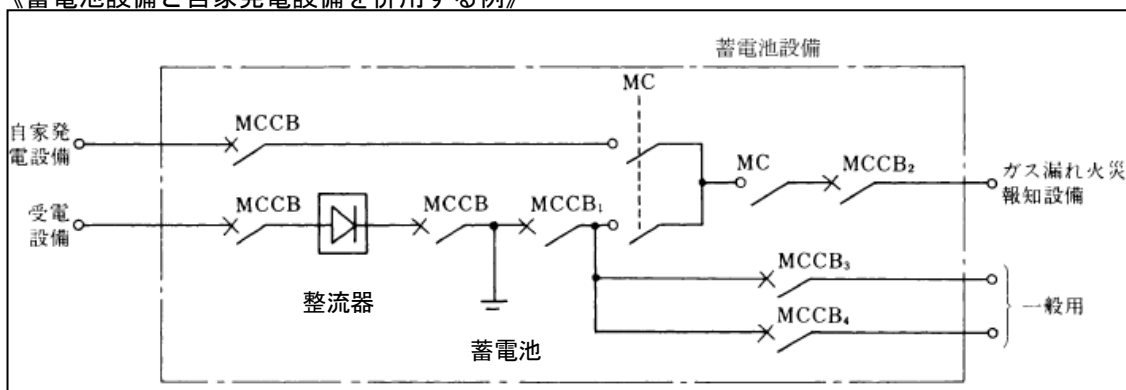 《蓄電池設備と自家発電設備を併用する例》
蓄電池設備
MC
自家発
電設備
MCCB
MC
MCCB₂
ガス漏れ火災
報知設備
受電
設備
MCCB
MCCB
MCCB₁
MCCB₃
整流器
一般用
MCCB₄
蓄電池